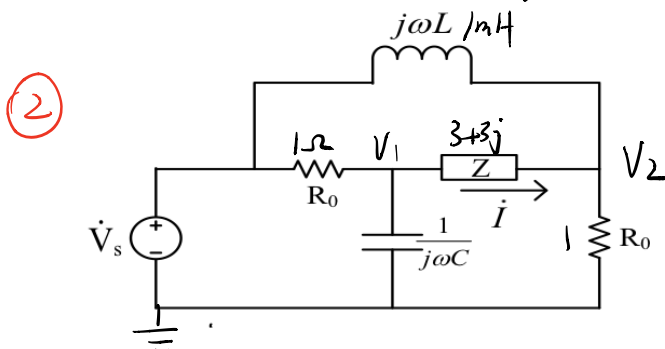 jωL 1mH
②
1Ω V1 3+3j
Z V2
R₀
İ
V̇s + − 1/jωC 1 R₀